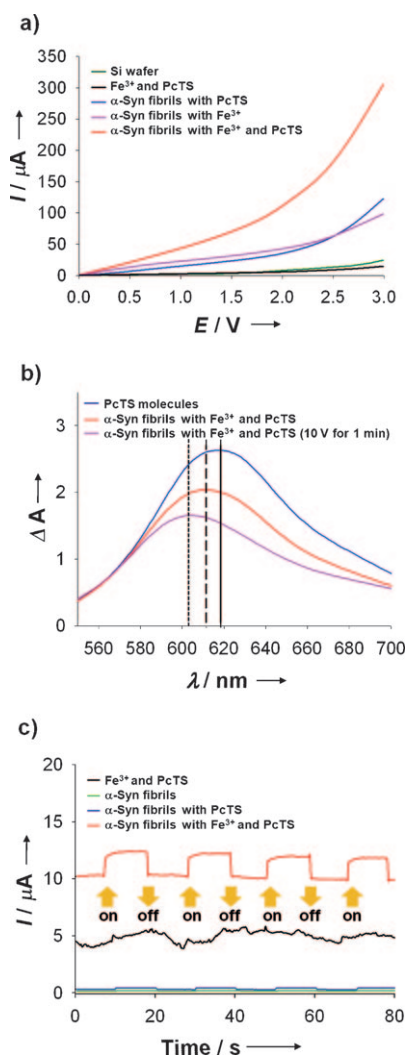 a)
350
300
250
200
150
100
50
0
I / μA
Si wafer
Fe³⁺ and PcTS
α-Syn fibrils with PcTS
α-Syn fibrils with Fe³⁺
α-Syn fibrils with Fe³⁺ and PcTS
0.0 0.5 1.0 1.5 2.0 2.5 3.0
E / V
b)
3
2
1
0
Δ A
PcTS molecules
α-Syn fibrils with Fe³⁺ and PcTS
α-Syn fibrils with Fe³⁺ and PcTS (10 V for 1 min)
560 580 600 620 640 660 680 700
λ / nm
c)
20
15
10
5
0
I / μA
Fe³⁺ and PcTS
α-Syn fibrils
α-Syn fibrils with PcTS
α-Syn fibrils with Fe³⁺ and PcTS
on off on off on off on
0 20 40 60 80
Time / s